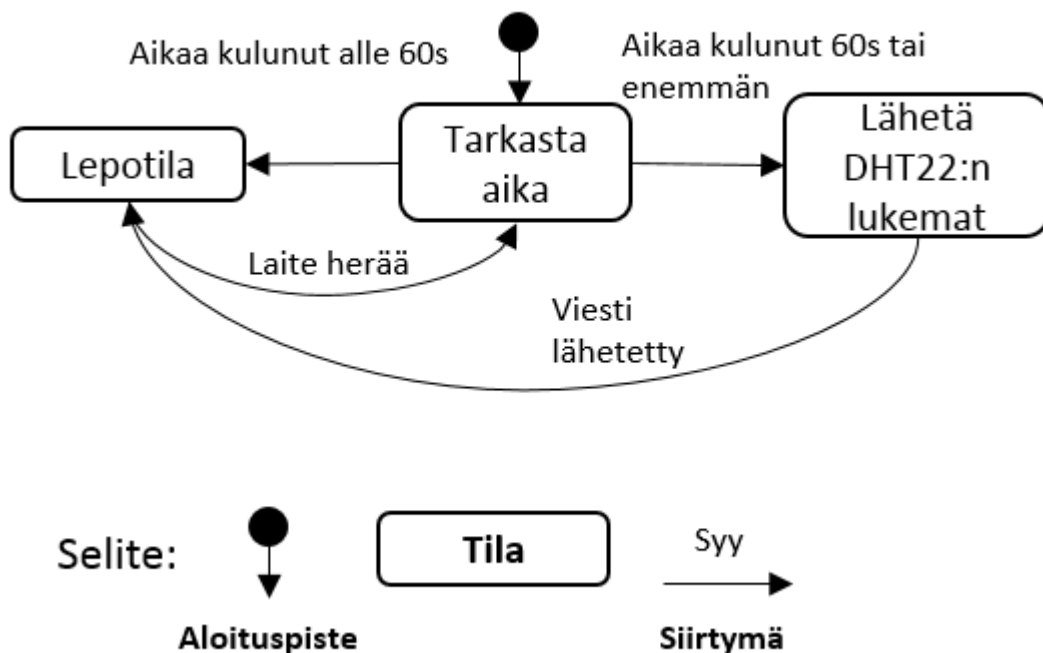 Aikaa kulunut alle 60s
Aikaa kulunut 60s tai
enemmän
Lepotila
Tarkasta
aika
Lähetä
DHT22:n
lukemat
Laite herää
Viesti
lähetetty
Selite:
Tila
Syy
Aloituspiste
Siirtymä